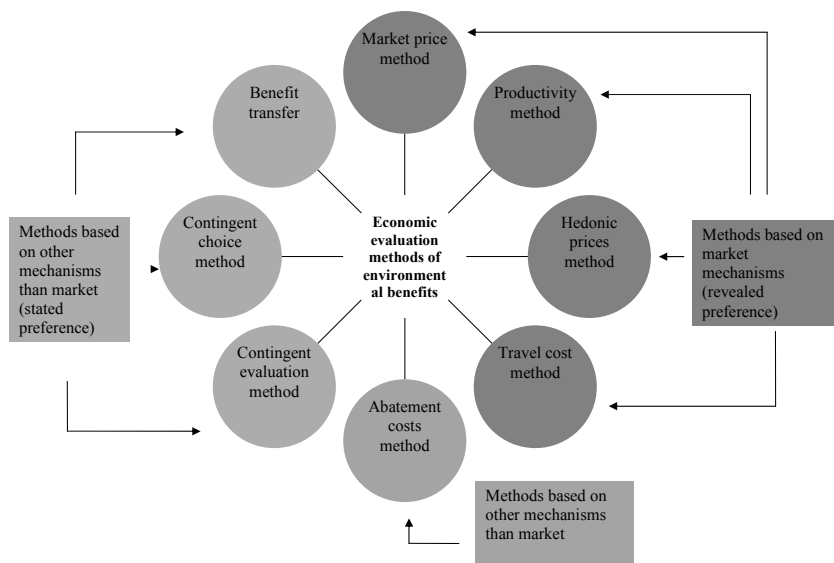 Market price
method
Benefit
transfer
Productivity
method
Methods based
on other
mechanisms
than market
(stated
preference)
Contingent
choice
method
Economic
evaluation
methods of
environment
al benefits
Hedonic
prices
method
Methods based on
market
mechanisms
(revealed
preference)
Contingent
evaluation
method
Abatement
costs
method
Travel cost
method
Methods based on
other mechanisms
than market